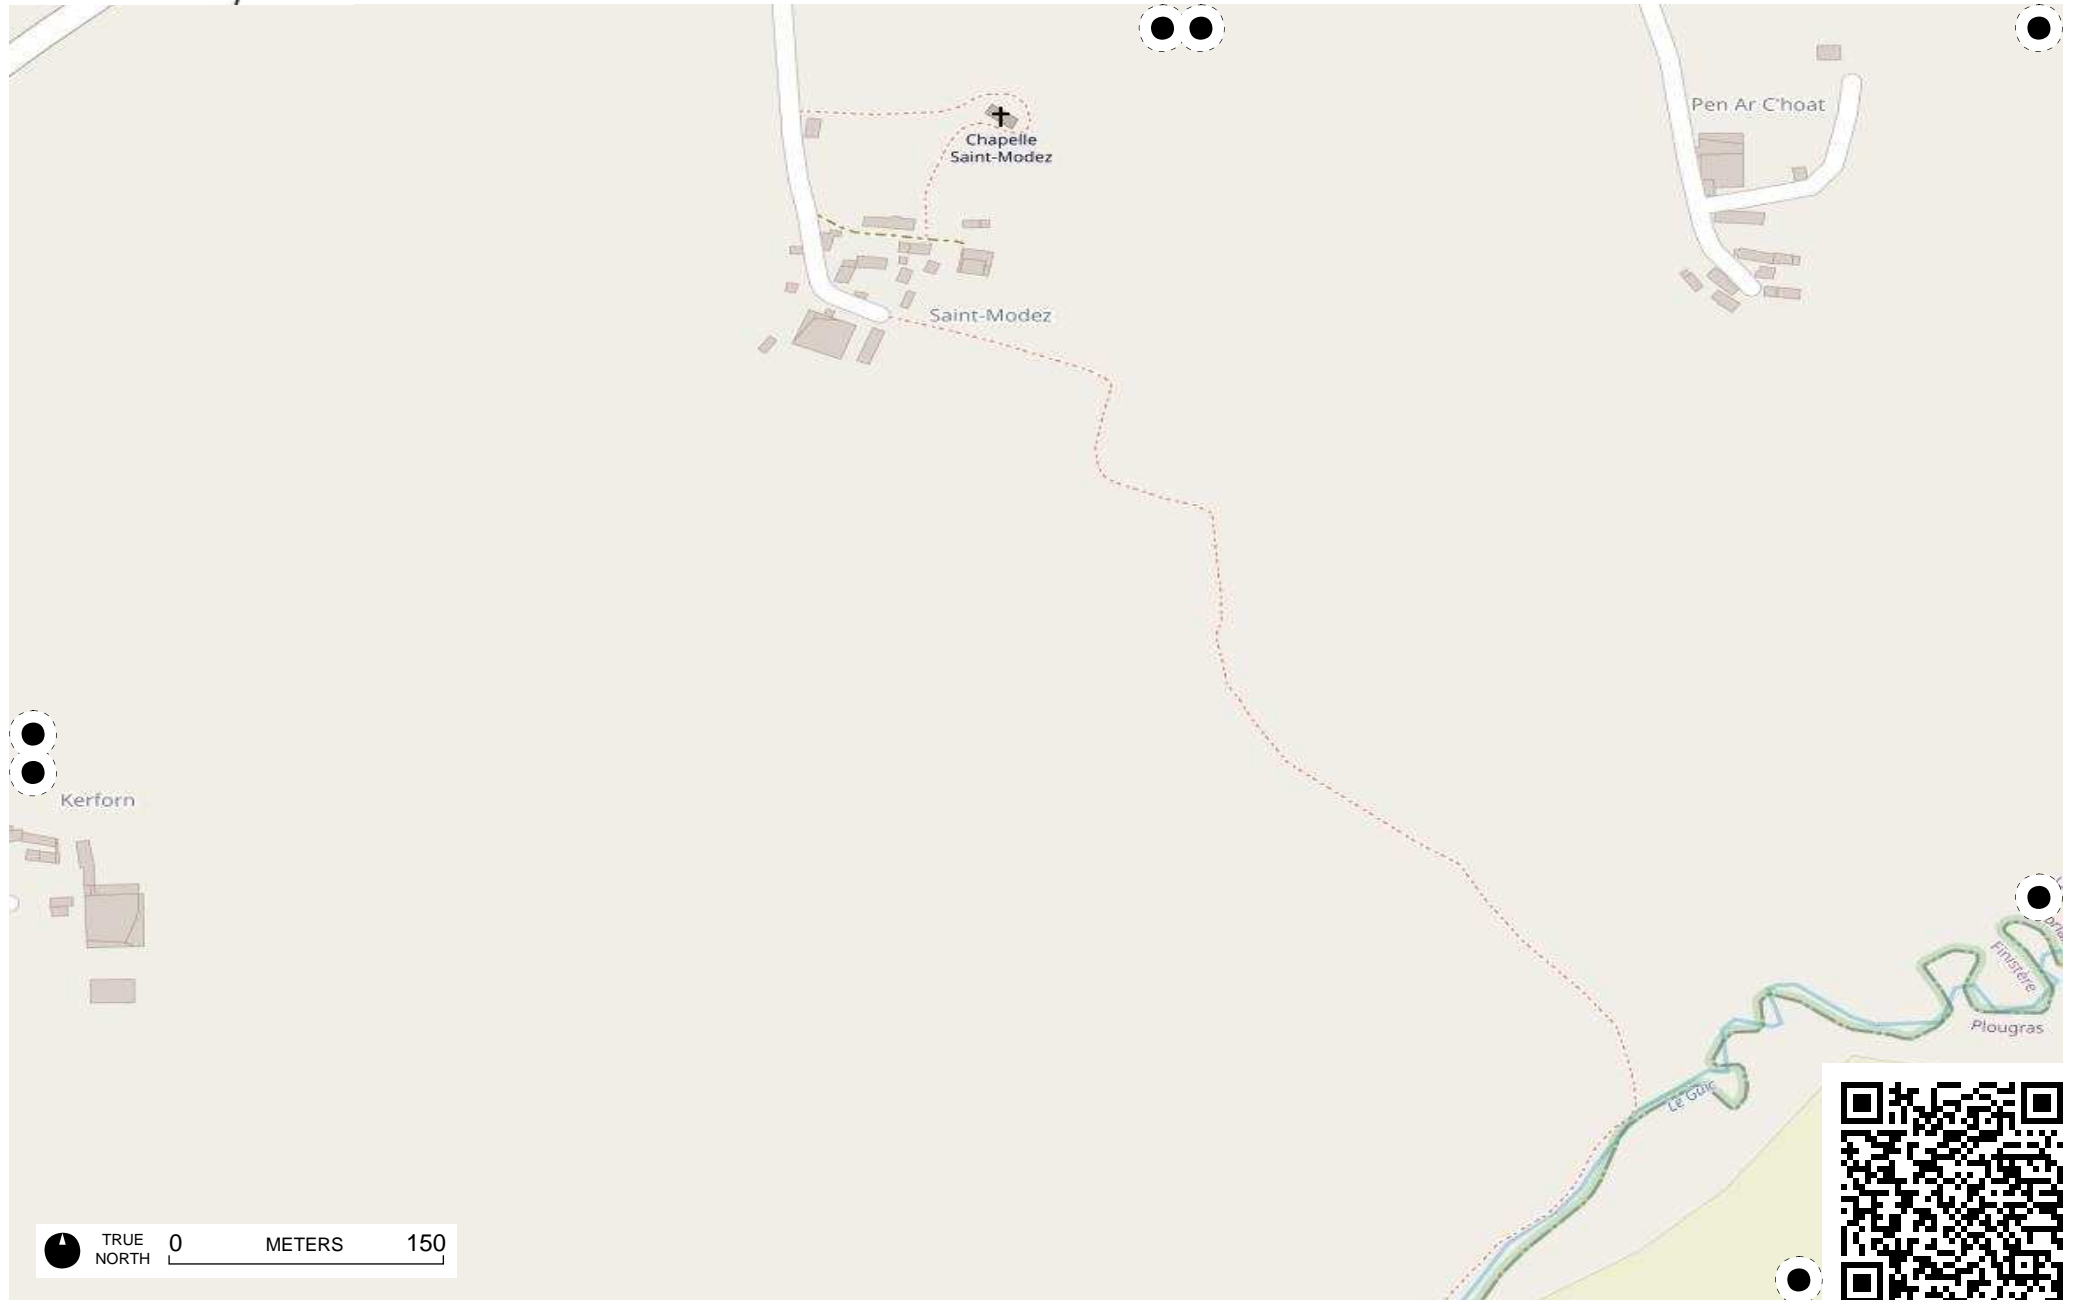 Pen Ar C'hoat
Chapelle
Saint-Modez
Saint-Modez
Kerforn
Finistère
Plougras
Le Guic
TRUE
NORTH
0 METERS 150